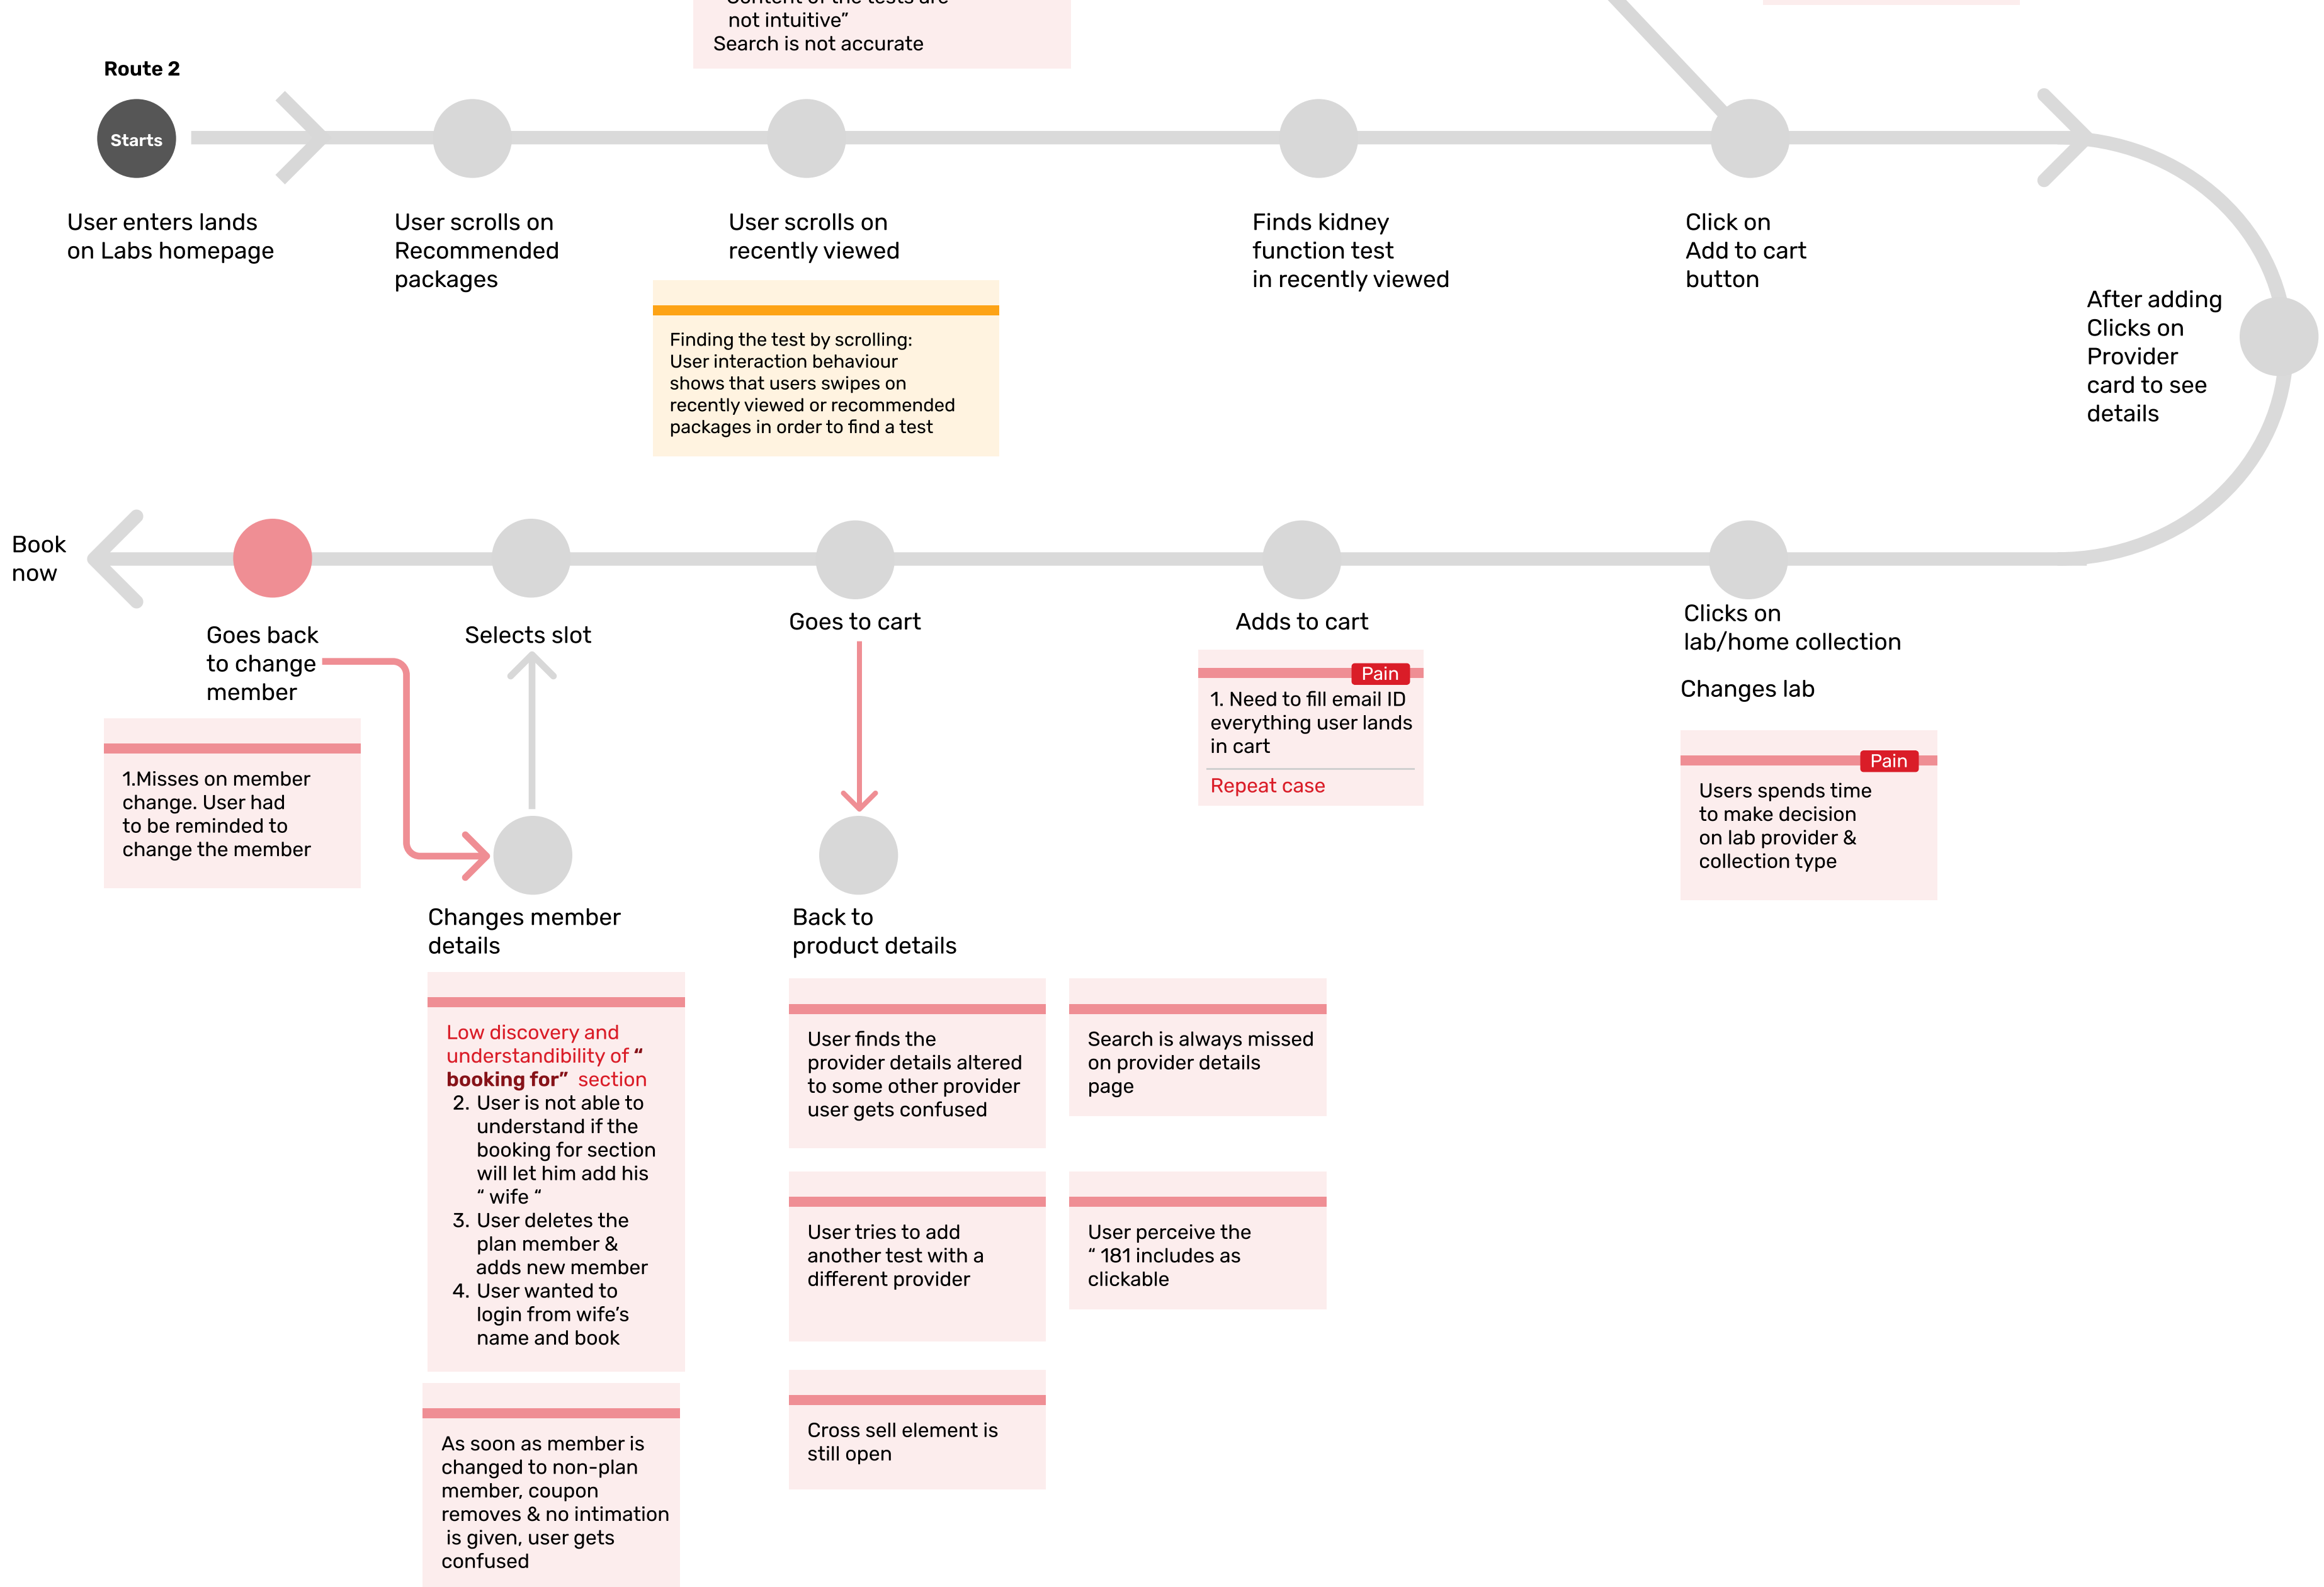 Content of the tests are
not intuitive”
Search is not accurate
Route 2
Starts
User enters lands
on Labs homepage
User scrolls on
Recommended
packages
User scrolls on
recently viewed
Finds kidney
function test
in recently viewed
Click on
Add to cart
button
Finding the test by scrolling:
User interaction behaviour
shows that users swipes on
recently viewed or recommended
packages in order to find a test
After adding
Clicks on
Provider
card to see
details
Book
now
Goes back
to change
member
Selects slot
Goes to cart
Adds to cart
Clicks on
lab/home collection
Changes lab
1.Misses on member
change. User had
to be reminded to
change the member
Pain
1. Need to fill email ID
everything user lands
in cart
Repeat case
Pain
Users spends time
to make decision
on lab provider &
collection type
Changes member
details
Back to
product details
Low discovery and
understandibility of “
booking for” section
2. User is not able to
understand if the
booking for section
will let him add his
“ wife “
3. User deletes the
plan member &
adds new member
4. User wanted to
login from wife’s
name and book
As soon as member is
changed to non-plan
member, coupon
removes & no intimation
is given, user gets
confused
User finds the
provider details altered
to some other provider
user gets confused
Search is always missed
on provider details
page
User tries to add
another test with a
different provider
User perceive the
“ 181 includes as
clickable
Cross sell element is
still open